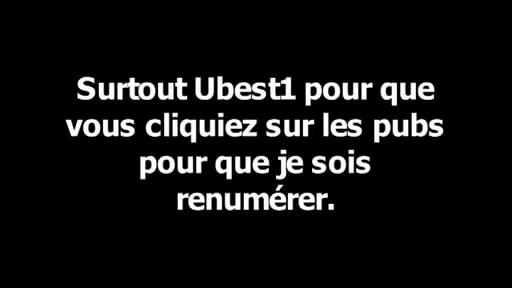 Surtout Ubest1 pour que
vous cliquiez sur les pubs
pour que je sois
renumérer.